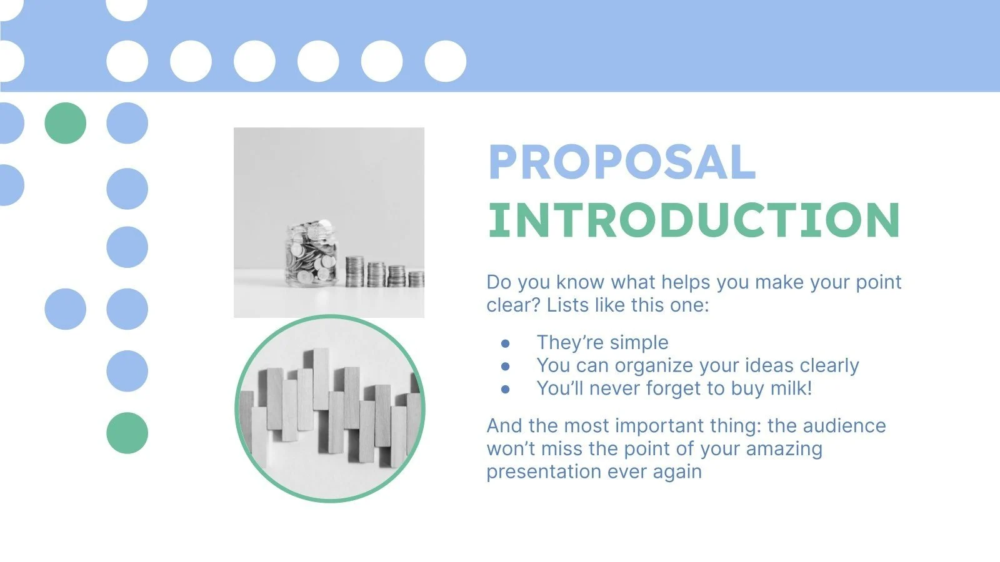 PROPOSAL
INTRODUCTION
Do you know what helps you make your point
clear? Lists like this one:
● They’re simple
● You can organize your ideas clearly
● You’ll never forget to buy milk!
And the most important thing: the audience
won’t miss the point of your amazing
presentation ever again